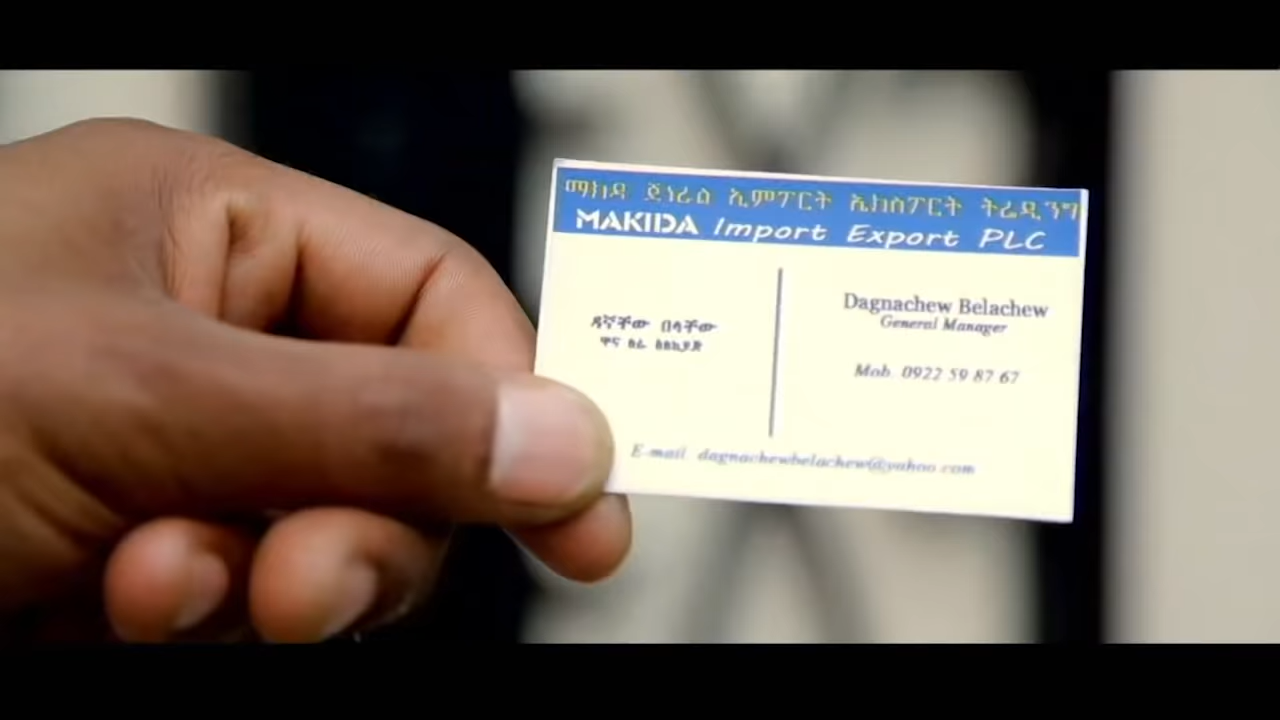 ማክዳ ጀነራል ኢምፖርት ኤክስፖርት ትሬዲንግ
MAKIDA Import Export PLC
ዳኛቸው በላቸው
ዋና ስራ አስኪያጅ
Dagnachew Belachew
General Manager
Mob. 0922 59 87 67
E-mail dagnachewbelachew@yahoo.com